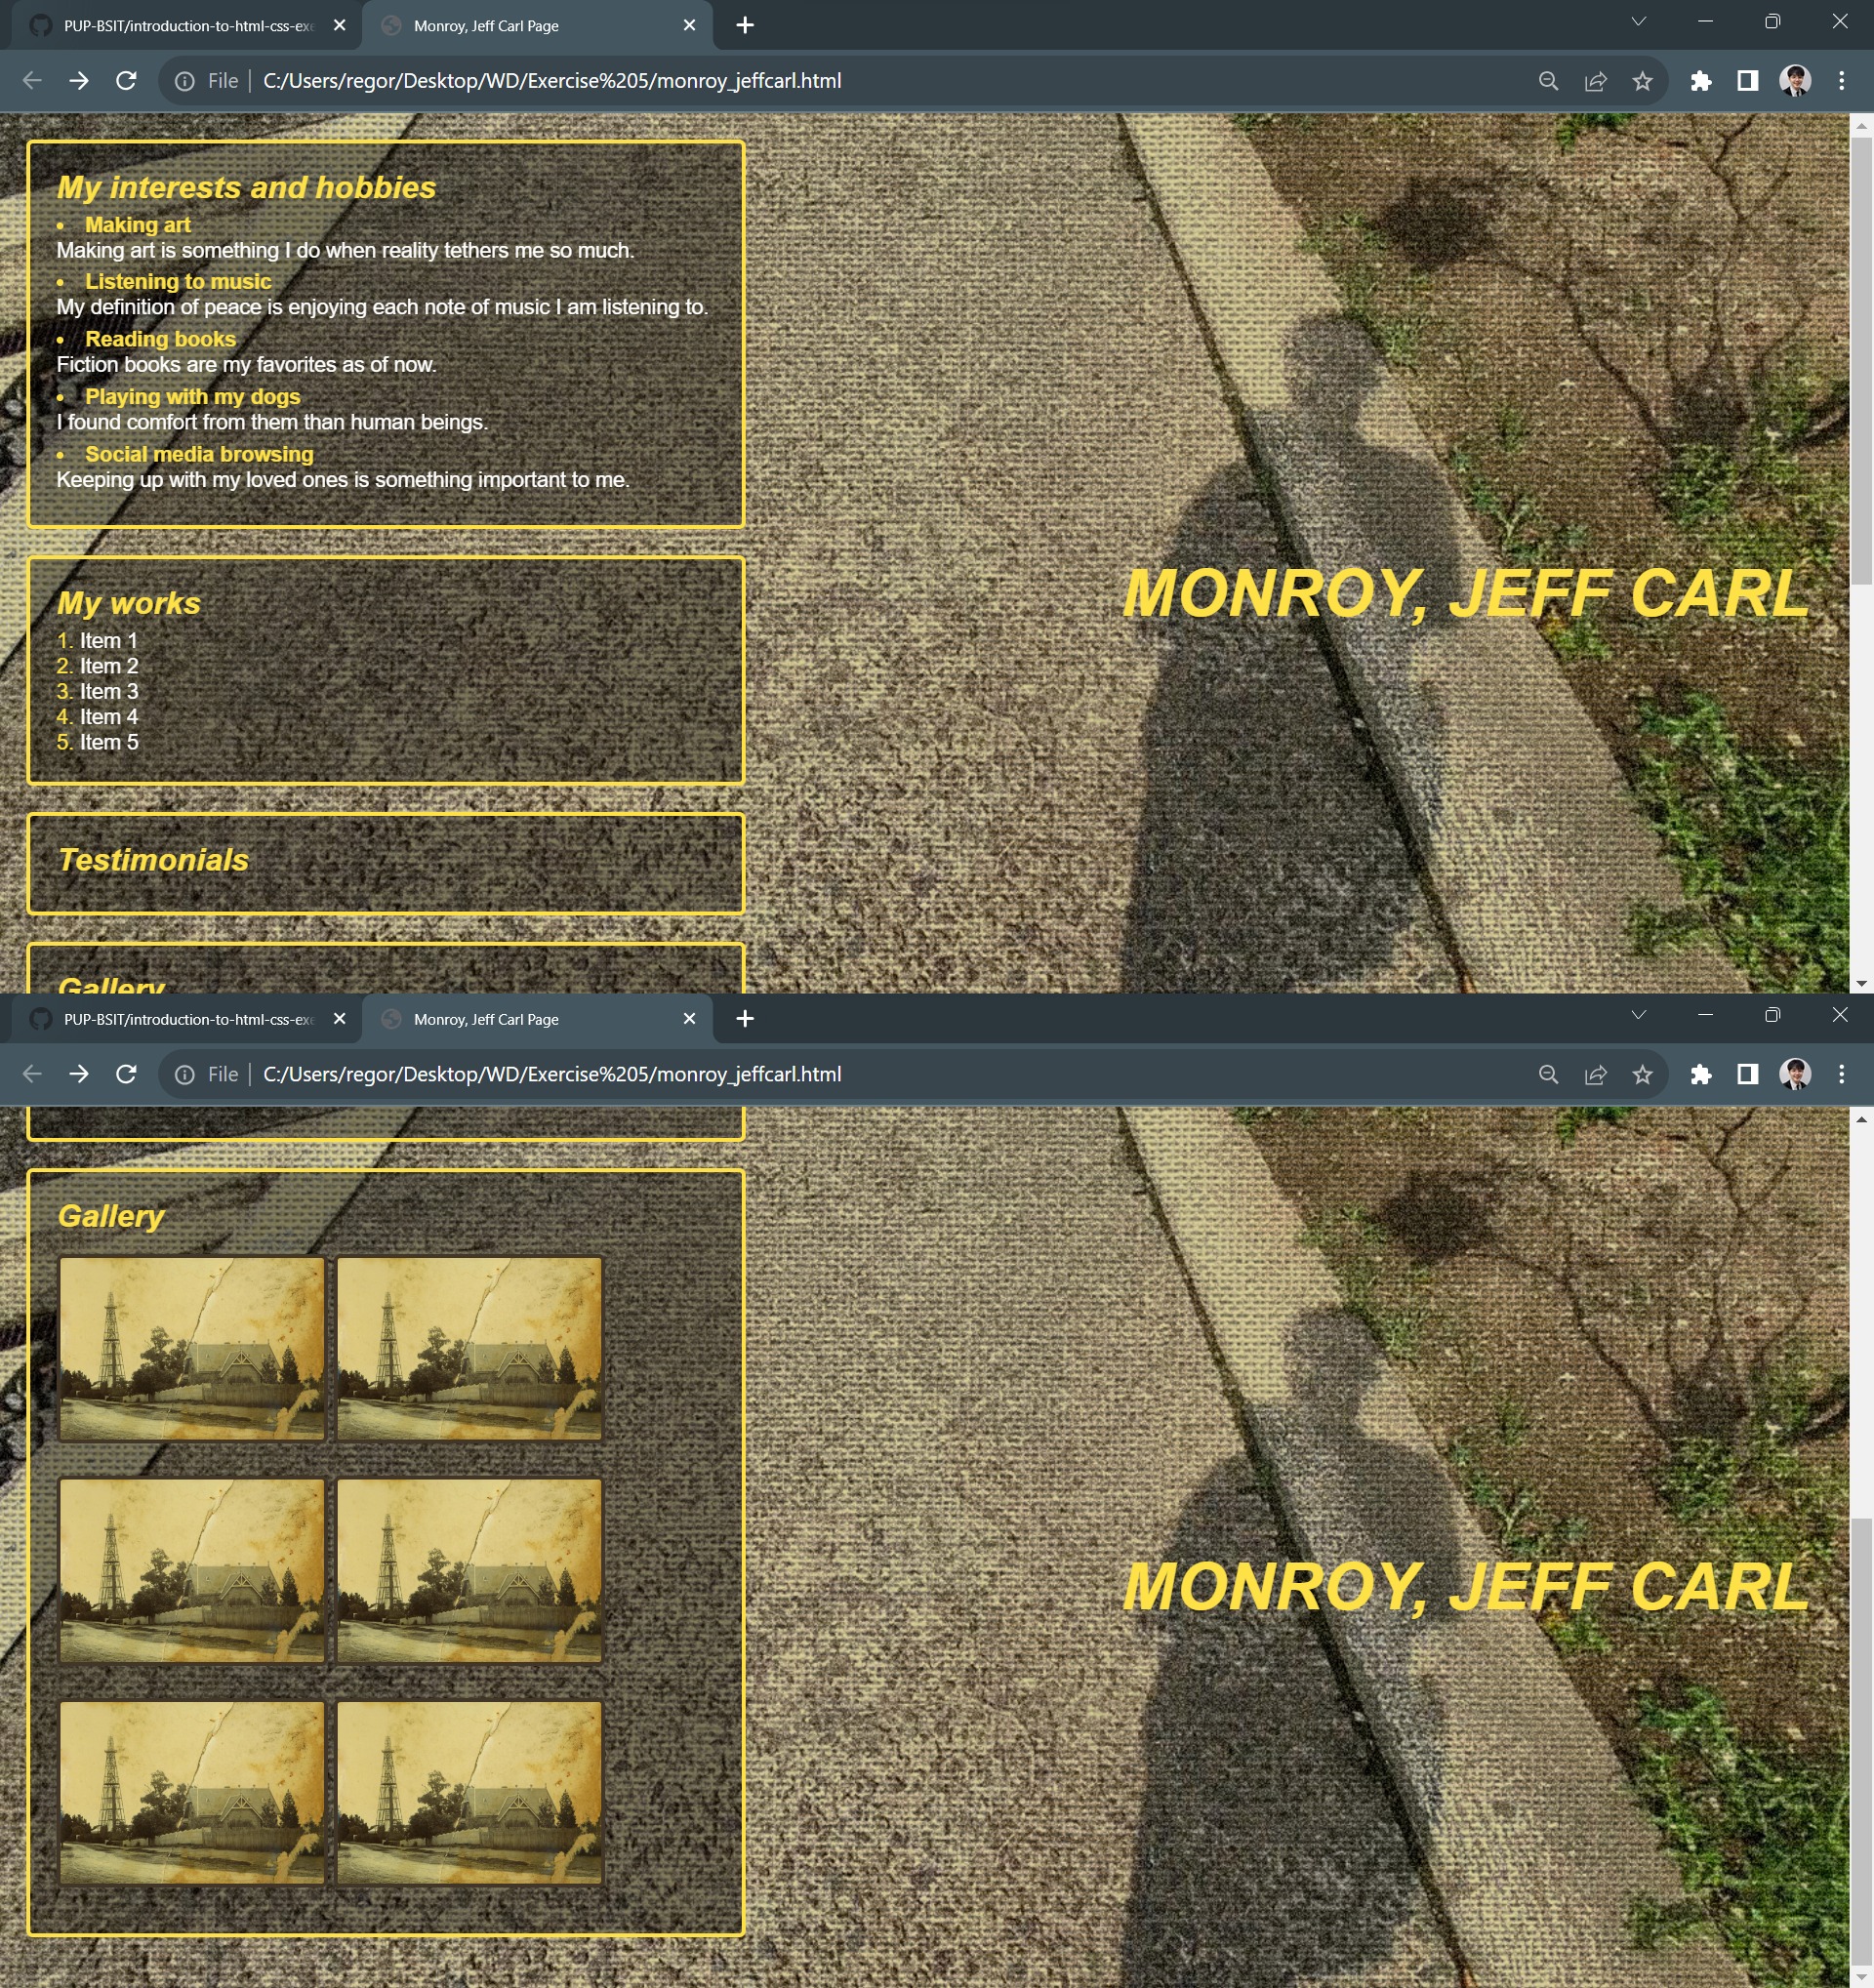 PUP-BSIT/introduction-to-html-css-exe
Monroy, Jeff Carl Page
File
C:/Users/regor/Desktop/WD/Exercise%205/monroy_jeffcarl.html
My interests and hobbies
• Making art
Making art is something I do when reality tethers me so much.
• Listening to music
My definition of peace is enjoying each note of music I am listening to.
• Reading books
Fiction books are my favorites as of now.
• Playing with my dogs
I found comfort from them than human beings.
• Social media browsing
Keeping up with my loved ones is something important to me.
My works
1. Item 1
2. Item 2
3. Item 3
4. Item 4
5. Item 5
Testimonials
Gallery
MONROY, JEFF CARL
PUP-BSIT/introduction-to-html-css-exe
Monroy, Jeff Carl Page
File
C:/Users/regor/Desktop/WD/Exercise%205/monroy_jeffcarl.html
Gallery
MONROY, JEFF CARL